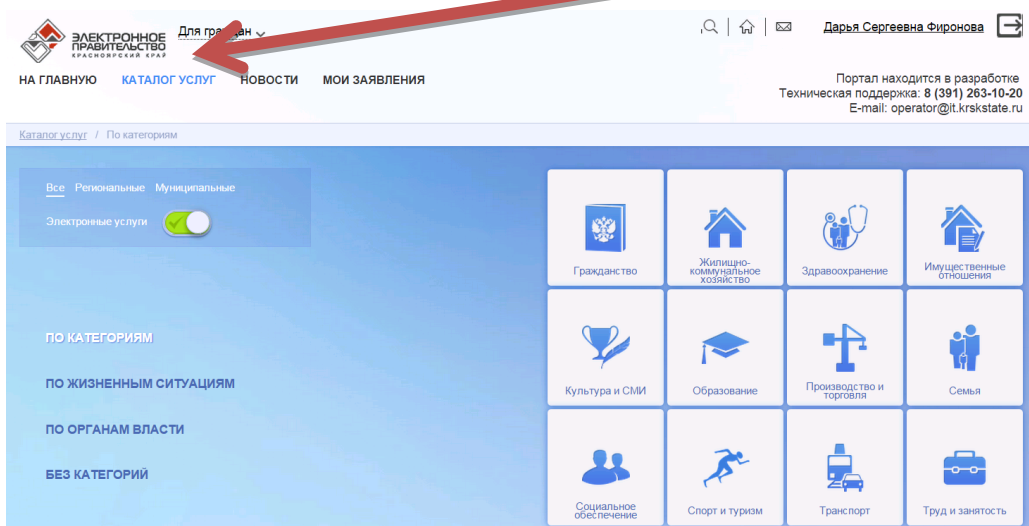 ЭЛЕКТРОННОЕ
ПРАВИТЕЛЬСТВО
КРАСНОЯРСКИЙ КРАЙ
Для граждан
Дарья Сергеевна Фиронова
НА ГЛАВНУЮ КАТАЛОГ УСЛУГ НОВОСТИ МОИ ЗАЯВЛЕНИЯ
Портал находится в разработке
Техническая поддержка: 8 (391) 263-10-20
E-mail: operator@it.krskstate.ru
Каталог услуг / По категориям
Все Региональные Муниципальные
Электронные услуги
ПО КАТЕГОРИЯМ
ПО ЖИЗНЕННЫМ СИТУАЦИЯМ
ПО ОРГАНАМ ВЛАСТИ
БЕЗ КАТЕГОРИЙ
Гражданство
Жилищно-
коммунальное
хозяйство
Здравоохранение
Имущественные
отношения
Культура и СМИ
Образование
Производство и
торговля
Семья
Социальное
обеспечение
Спорт и туризм
Транспорт
Труд и занятость